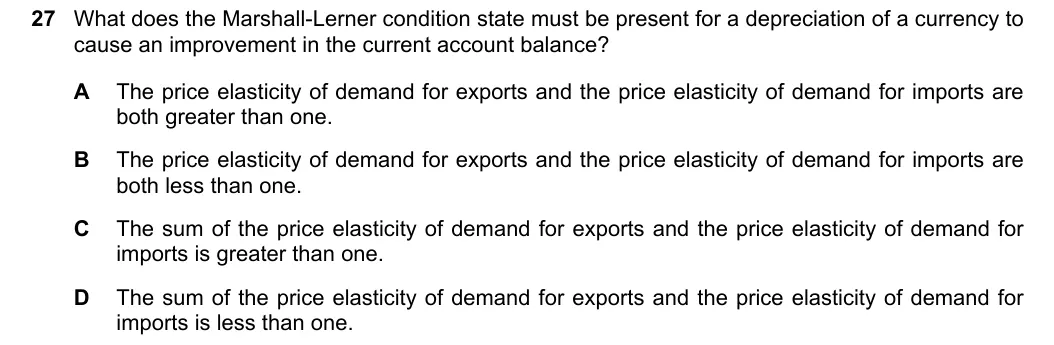 27 What does the Marshall-Lerner condition state must be present for a depreciation of a currency to
cause an improvement in the current account balance?
A The price elasticity of demand for exports and the price elasticity of demand for imports are
both greater than one.
B The price elasticity of demand for exports and the price elasticity of demand for imports are
both less than one.
C The sum of the price elasticity of demand for exports and the price elasticity of demand for
imports is greater than one.
D The sum of the price elasticity of demand for exports and the price elasticity of demand for
imports is less than one.